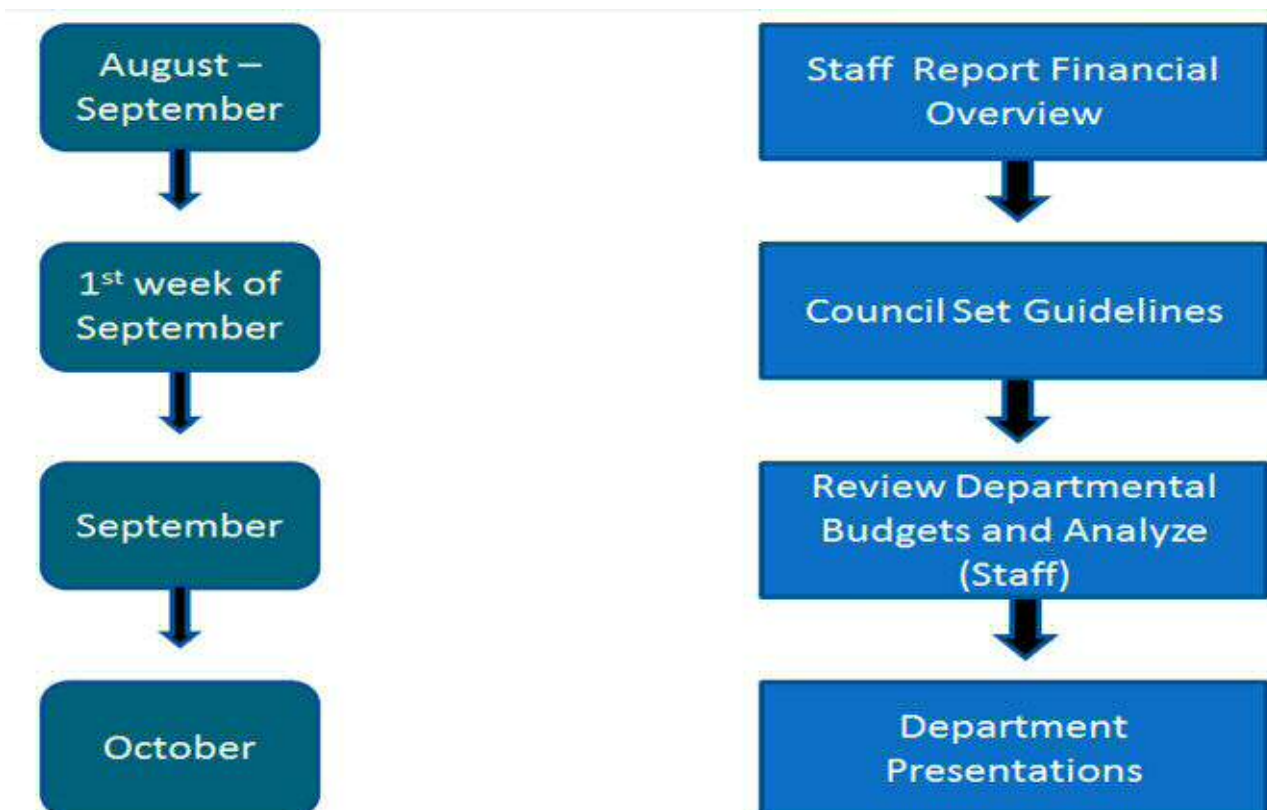 August –
September
Staff Report Financial
Overview
1st week of
September
Council Set Guidelines
September
Review Departmental
Budgets and Analyze
(Staff)
October
Department
Presentations